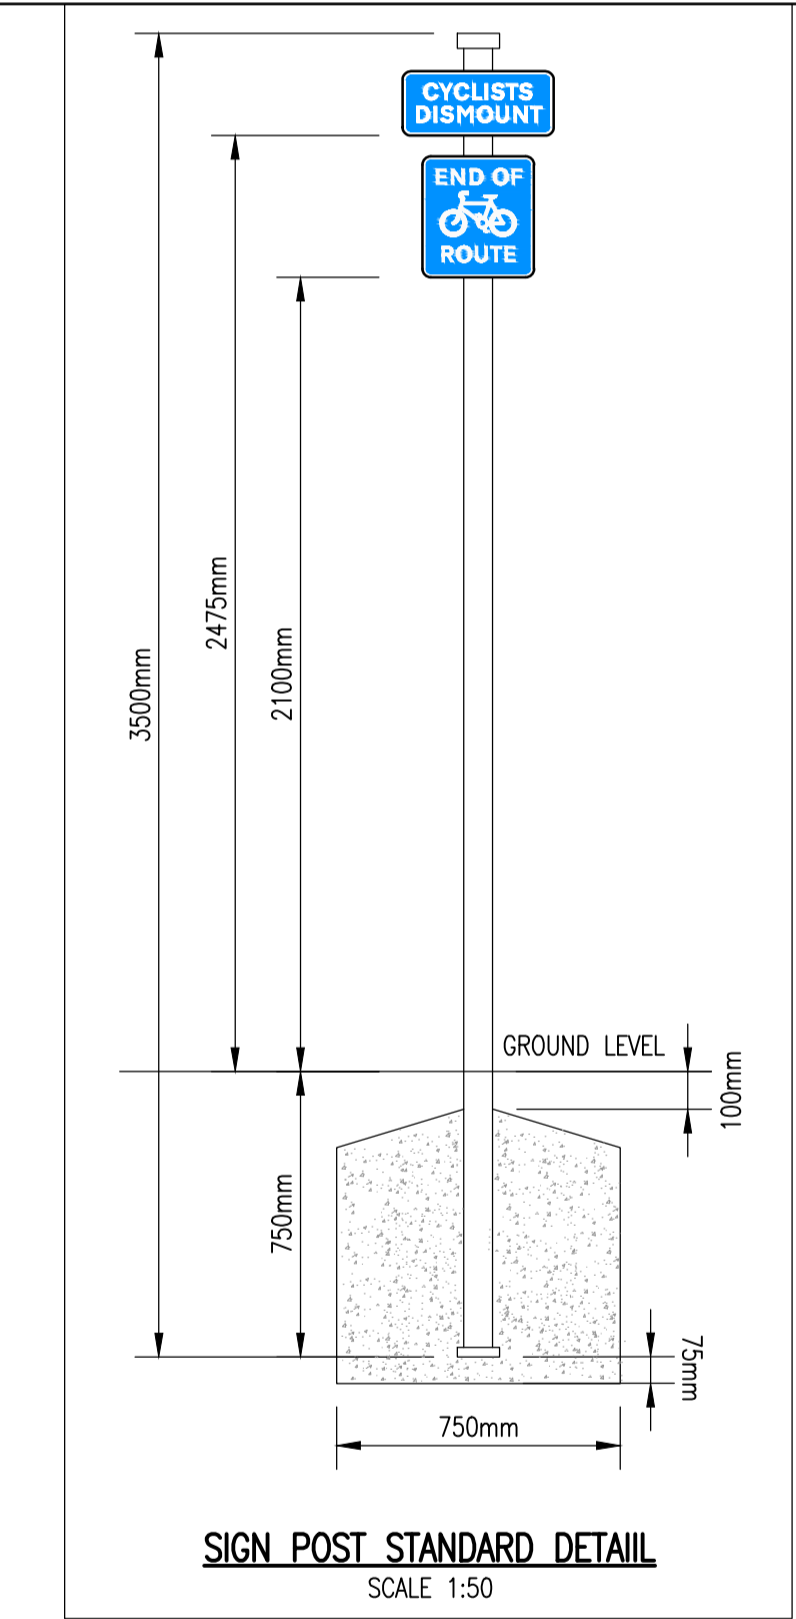 CYCLISTS
DISMOUNT
END OF
ROUTE
3500mm
2475mm
2100mm
GROUND LEVEL
100mm
750mm
75mm
750mm
SIGN POST STANDARD DETAIIL
SCALE 1:50